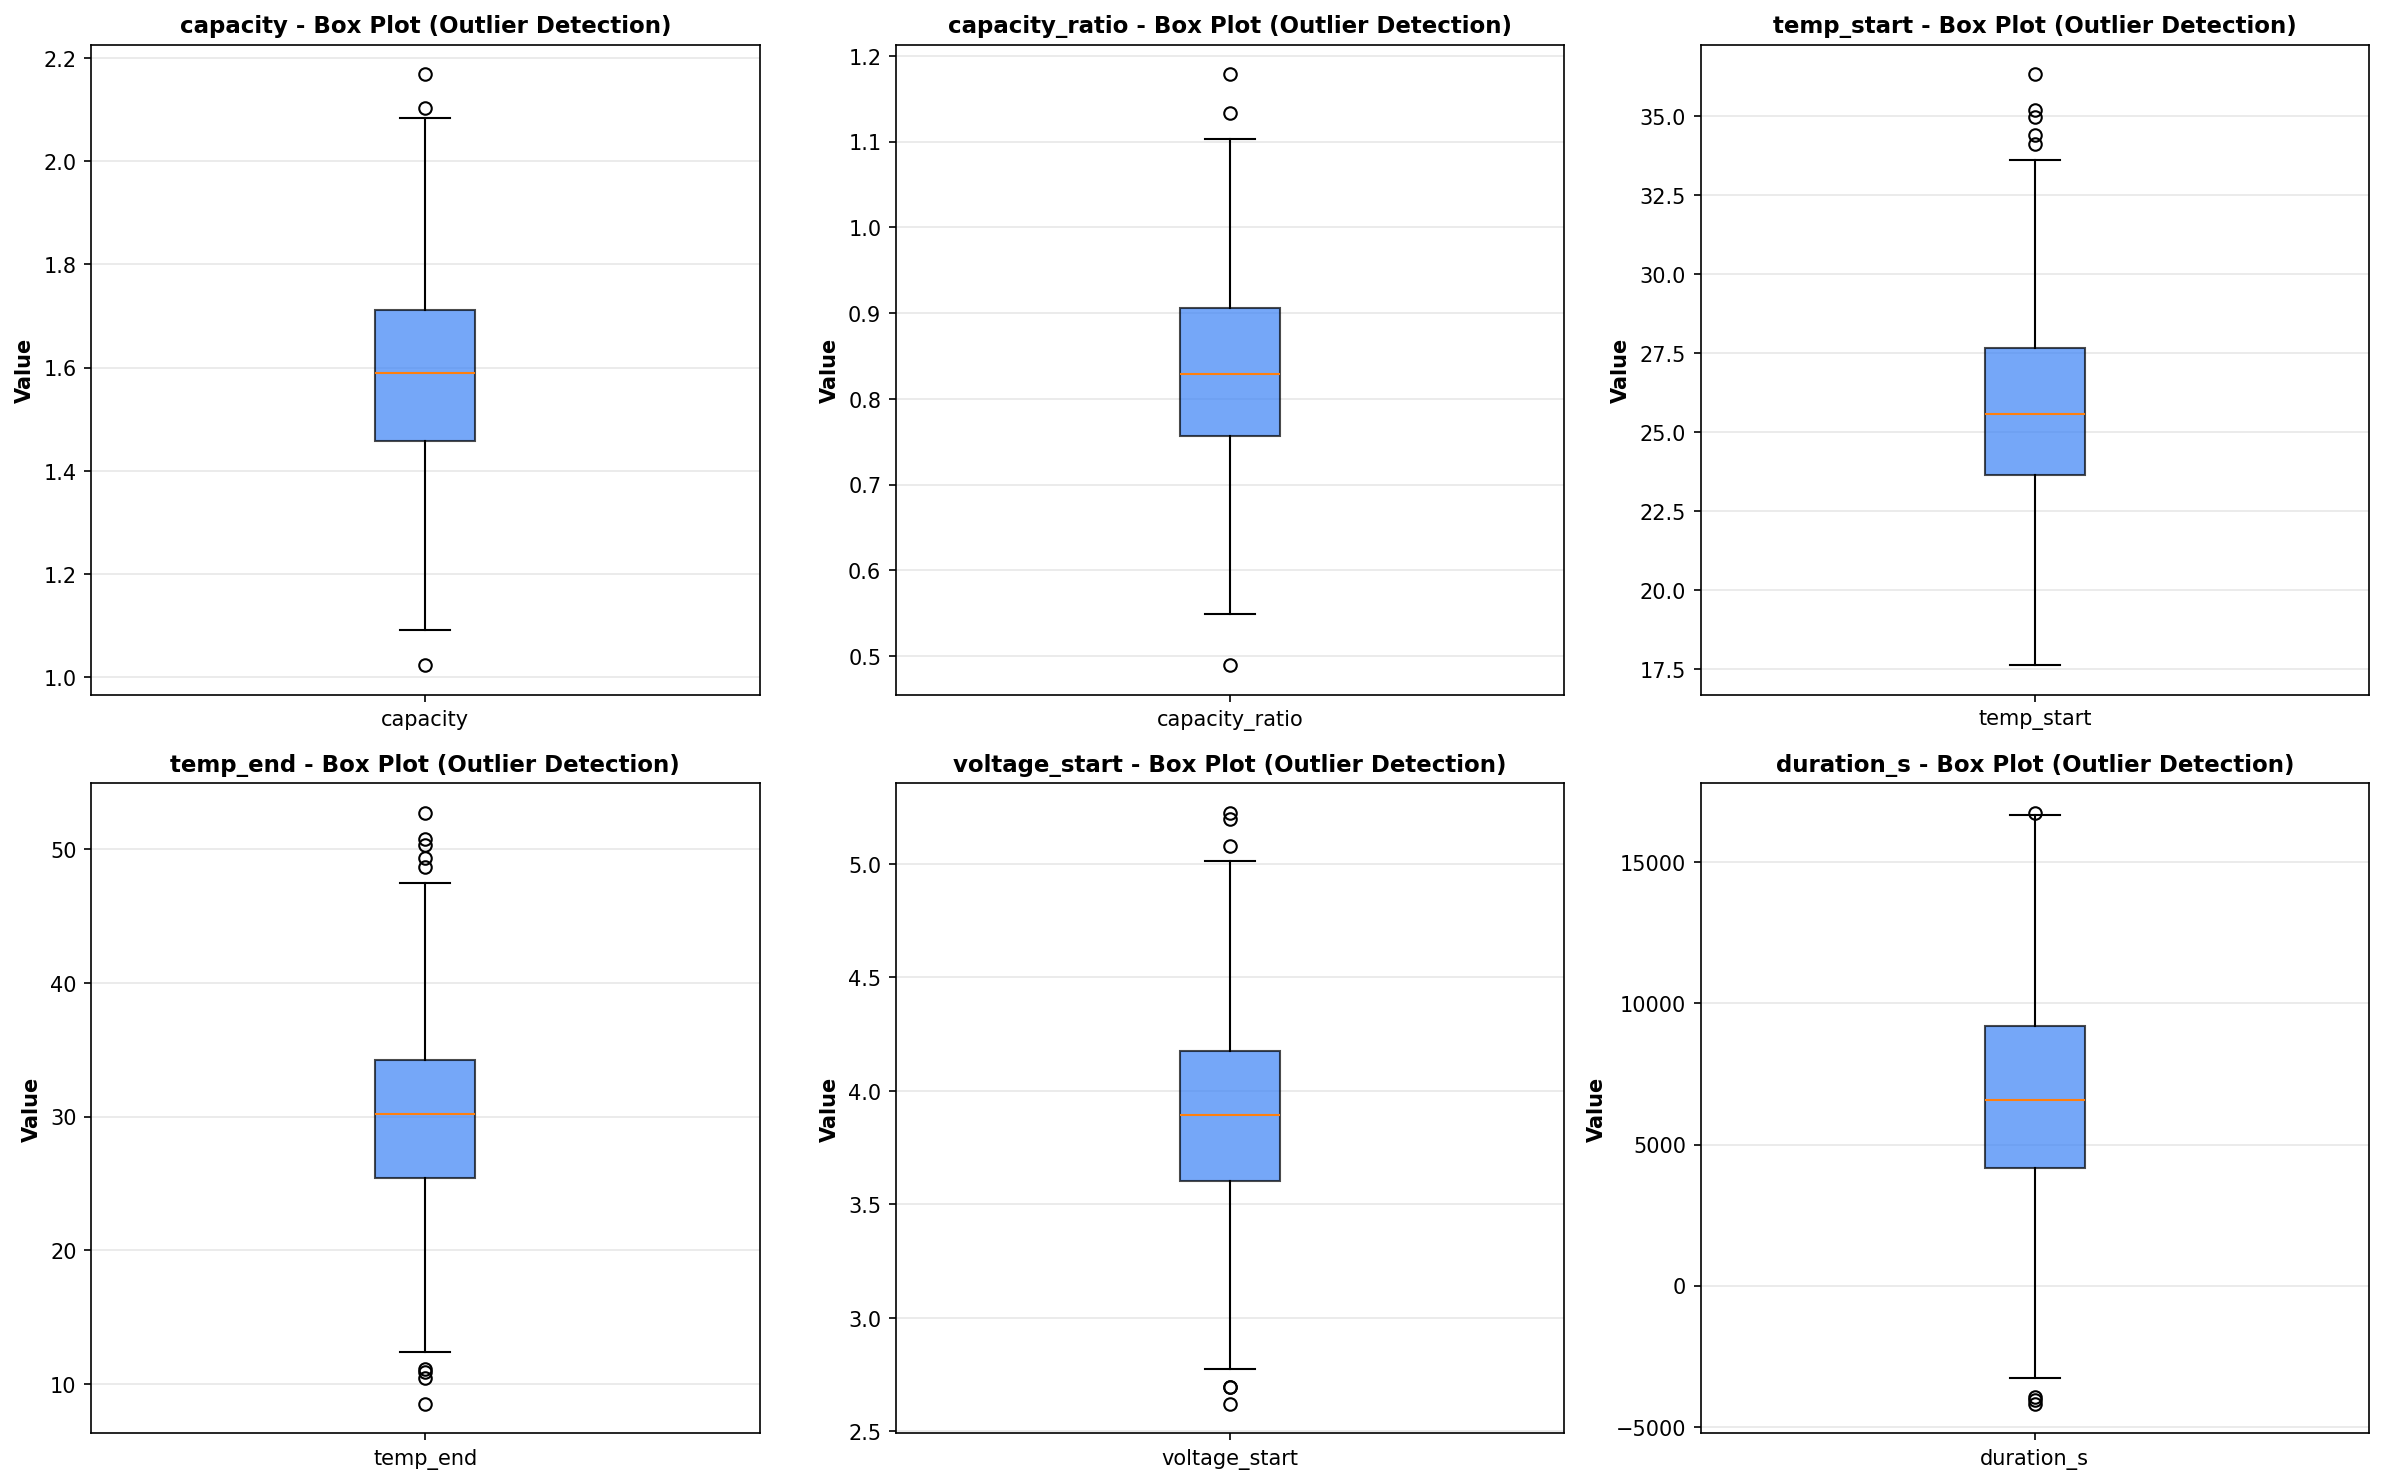 capacity - Box Plot (Outlier Detection)
Value
2.2
2.0
1.8
1.6
1.4
1.2
1.0
capacity
capacity_ratio - Box Plot (Outlier Detection)
Value
1.2
1.1
1.0
0.9
0.8
0.7
0.6
0.5
capacity_ratio
temp_start - Box Plot (Outlier Detection)
Value
35.0
32.5
30.0
27.5
25.0
22.5
20.0
17.5
temp_start
temp_end - Box Plot (Outlier Detection)
Value
50
40
30
20
10
temp_end
voltage_start - Box Plot (Outlier Detection)
Value
5.0
4.5
4.0
3.5
3.0
2.5
voltage_start
duration_s - Box Plot (Outlier Detection)
Value
15000
10000
5000
0
−5000
duration_s